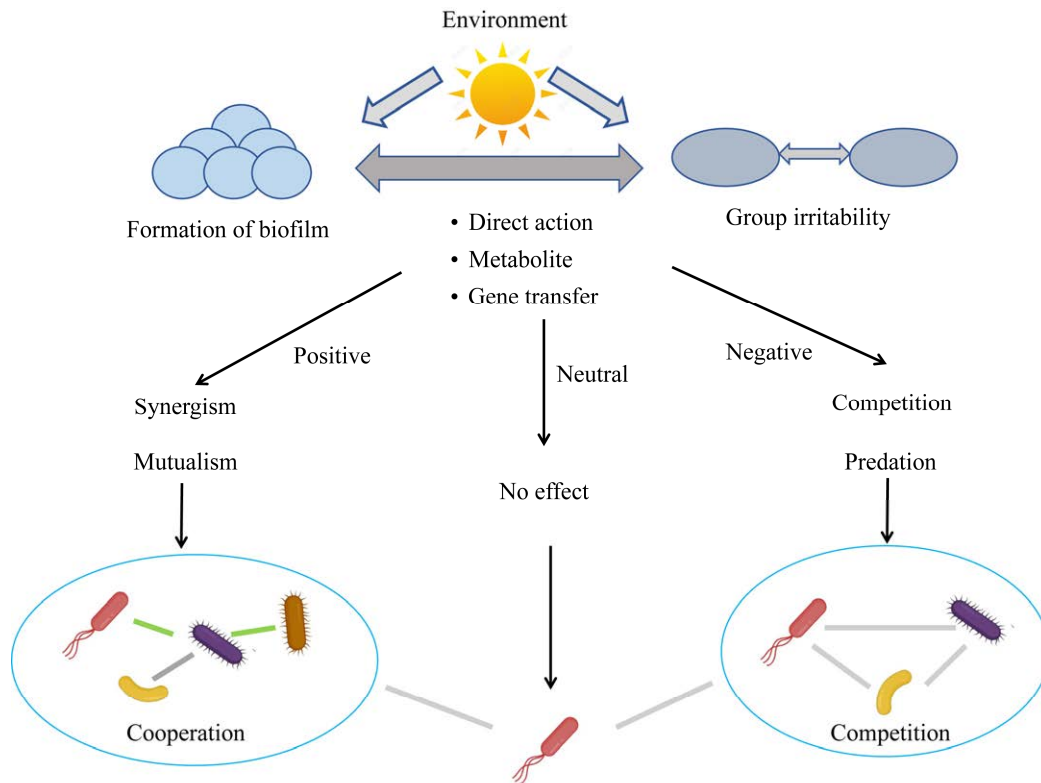 Environment
Formation of biofilm
Group irritability
• Direct action
• Metabolite
• Gene transfer
Positive
Neutral
Negative
Synergism
Competition
Mutualism
Predation
No effect
Cooperation
Competition